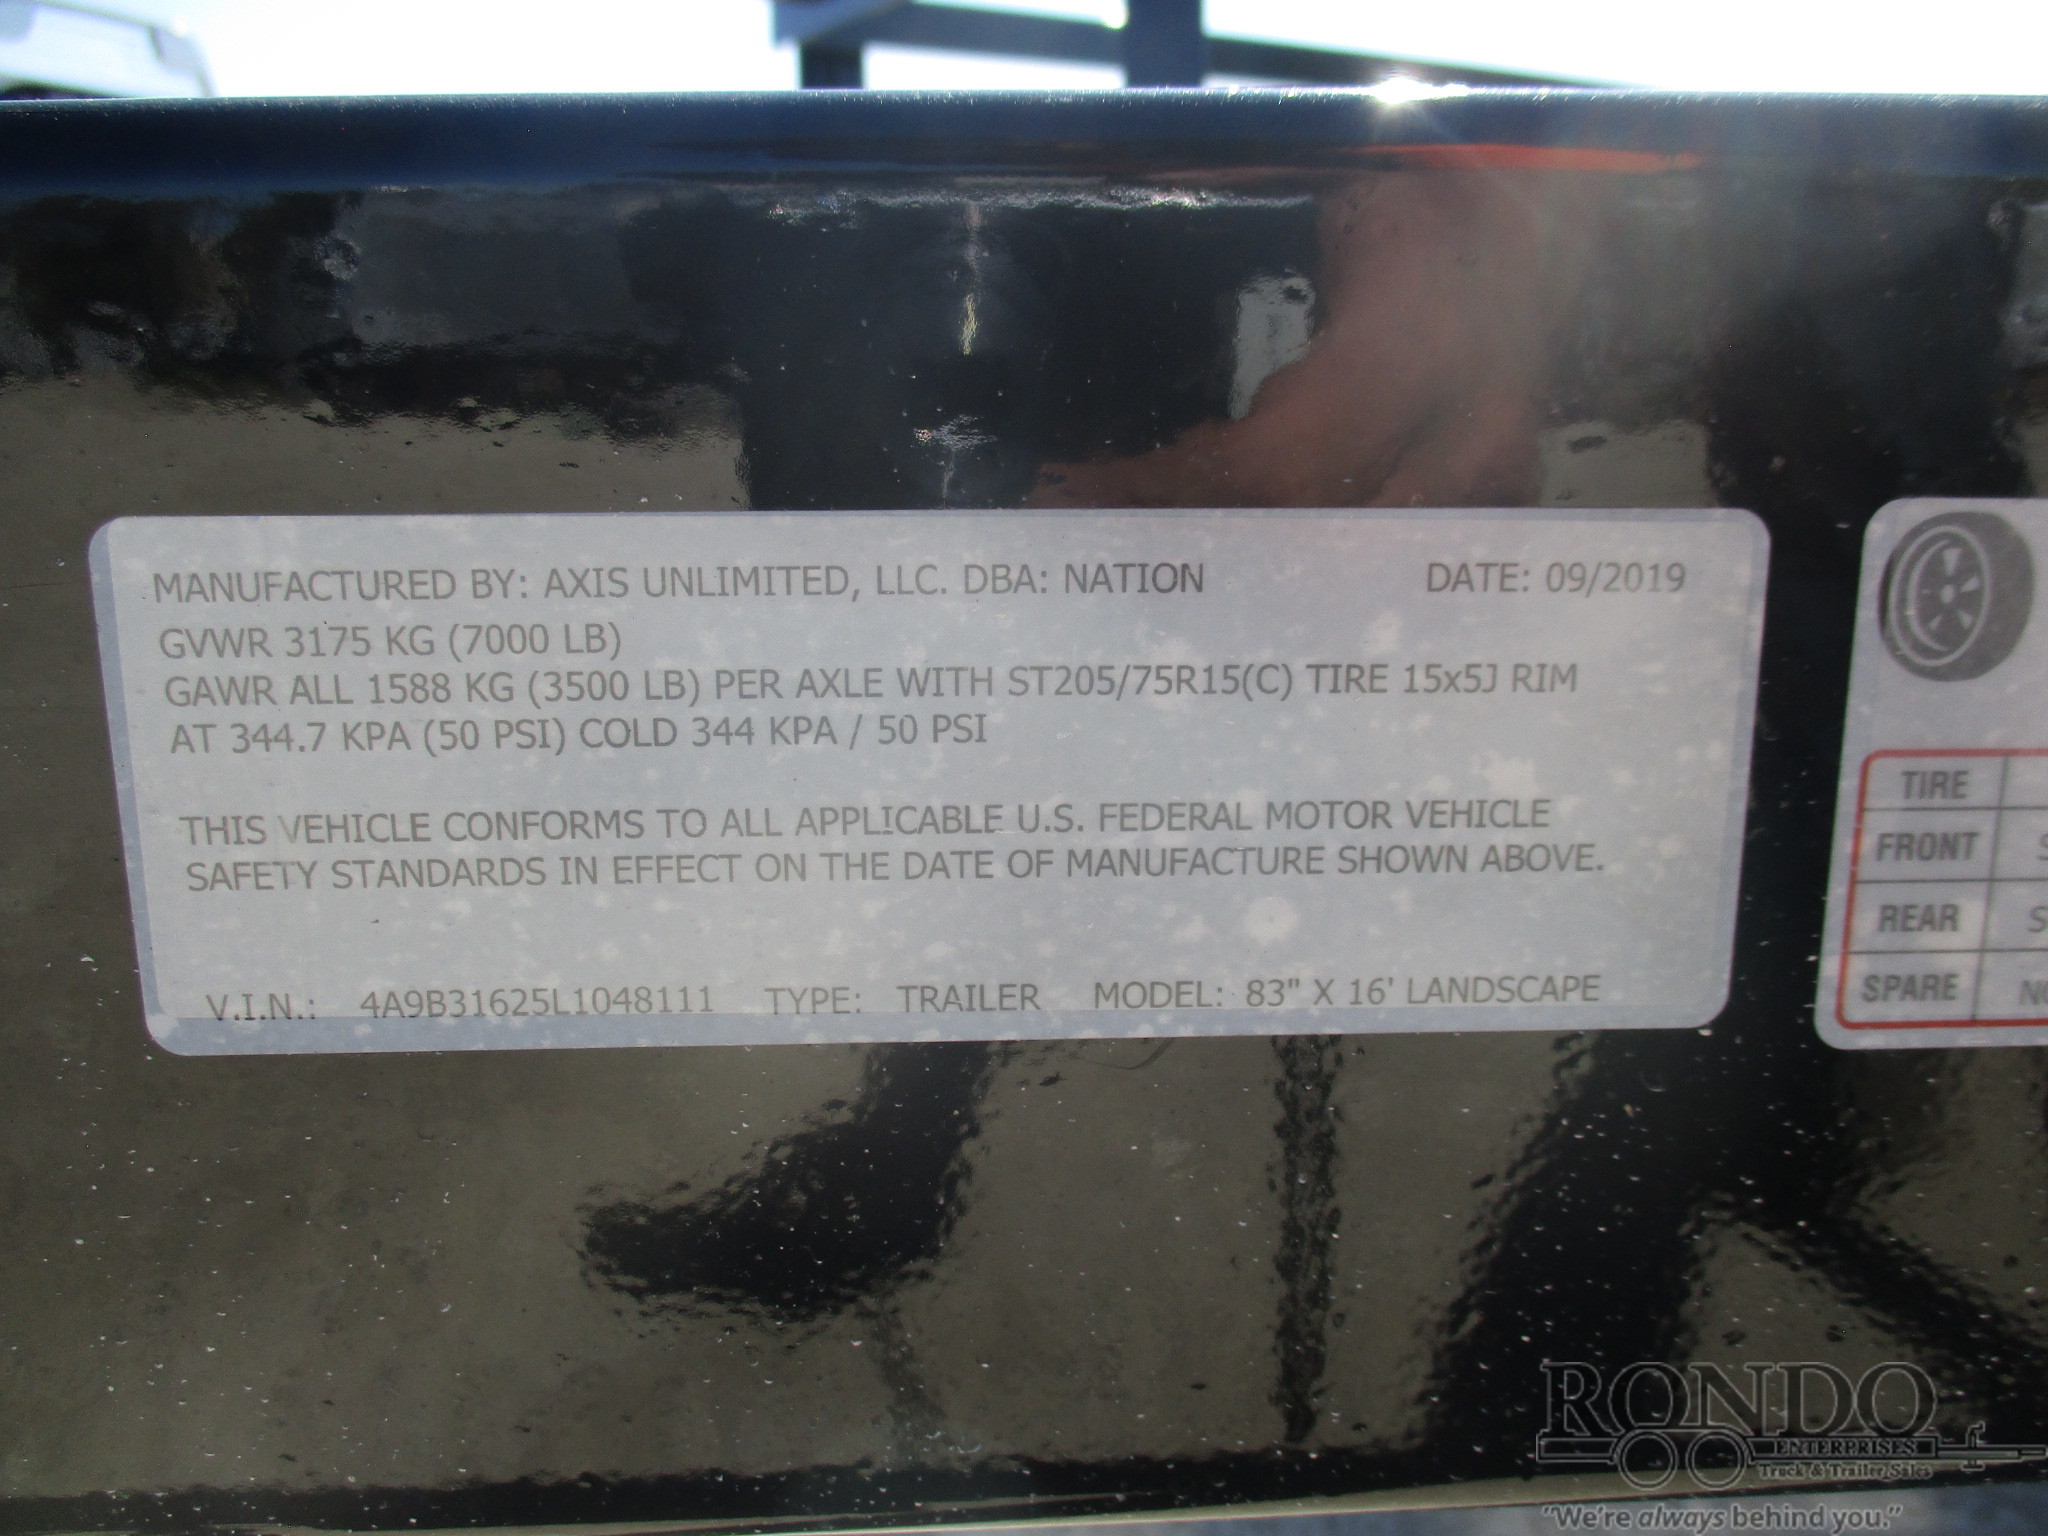 MANUFACTURED BY: AXIS UNLIMITED, LLC. DBA: NATION DATE: 09/2019
GVWR 3175 KG (7000 LB)
GAWR ALL 1588 KG (3500 LB) PER AXLE WITH ST205/75R15(C) TIRE 15x5J RIM
AT 344.7 KPA (50 PSI) COLD 344 KPA / 50 PSI
THIS VEHICLE CONFORMS TO ALL APPLICABLE U.S. FEDERAL MOTOR VEHICLE
SAFETY STANDARDS IN EFFECT ON THE DATE OF MANUFACTURE SHOWN ABOVE.
V.I.N.: 4A9B31625L1048111 TYPE: TRAILER MODEL: 83" X 16' LANDSCAPE
TIRE
FRONT
REAR
SPARE
RONDO
ENTERPRISES
Truck & Trailer Sales
"We're always behind you."